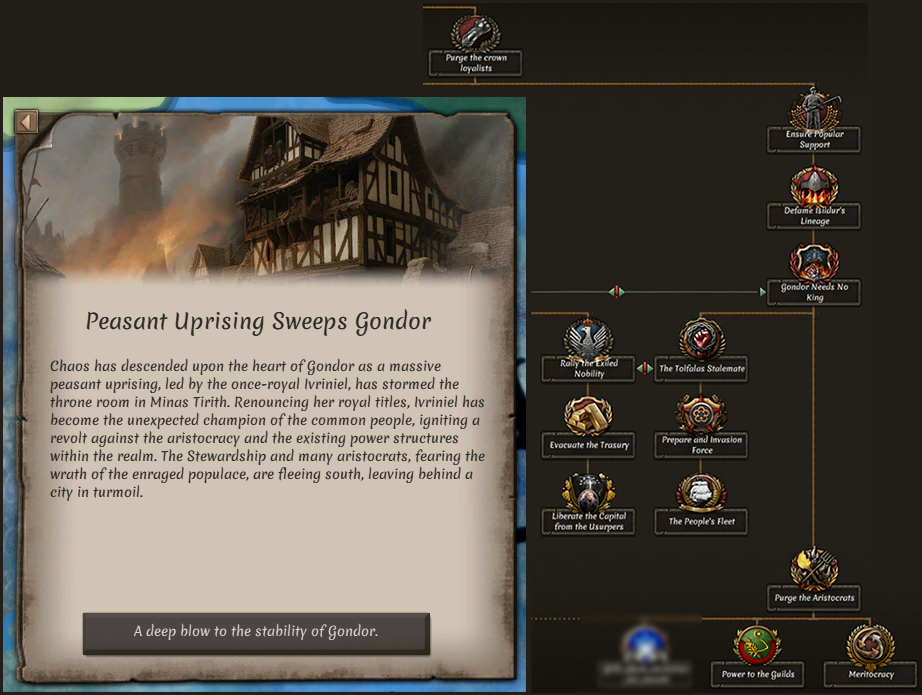 Purge the crown
loyalists
Ensure Popular
Support
Defame Isildur's
Lineage
Gondor Needs No
King
Peasant Uprising Sweeps Gondor
Chaos has descended upon the heart of Gondor as a massive
peasant uprising, led by the once-royal Ivriniel, has stormed the
throne room in Minas Tirith. Renouncing her royal titles, Ivriniel has
become the unexpected champion of the common people, igniting a
revolt against the aristocracy and the existing power structures
within the realm. The Stewardship and many aristocrats, fearing the
wrath of the enraged populace, are fleeing south, leaving behind a
city in turmoil.
A deep blow to the stability of Gondor.
Rally the Exiled
Nobility
The Tolfalas Stalemate
Evacuate the Trasury
Prepare and Invasion
Force
Liberate the Capital
from the Usurpers
The People's Fleet
Purge the Aristocrats
Power to the Guilds
Meritocracy